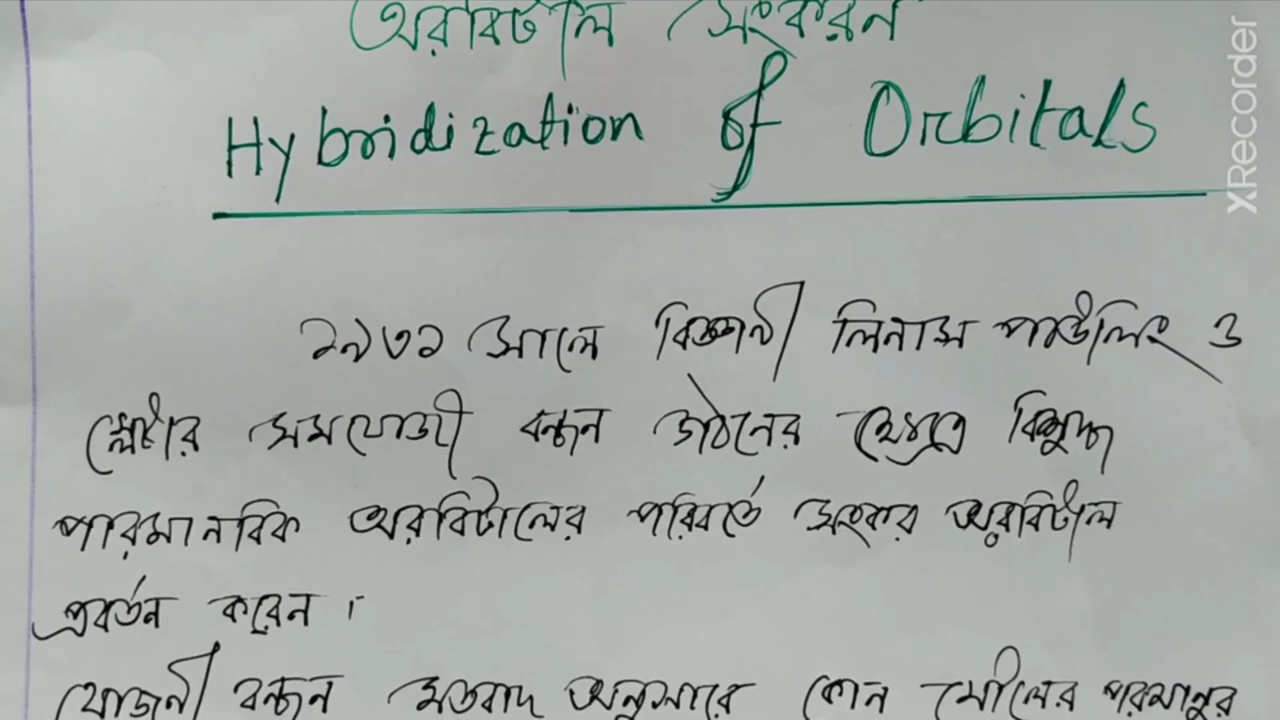 অরবিটাল সংকরন
Hybridization of Orbitals
XRecorder
১৯৩১ সালে বিজ্ঞানী লিনাস পাউলিং ও
স্লেটার সমযোজী বন্ধন গঠনের ক্ষেত্রে বিশুদ্ধ
পারমানবিক অরবিটালের পরিবর্তে সংকর অরবিটাল
প্রবর্তন করেন ।
যোজনী বন্ধন মতবাদ অনুসারে কোন মৌলের পরমানুর